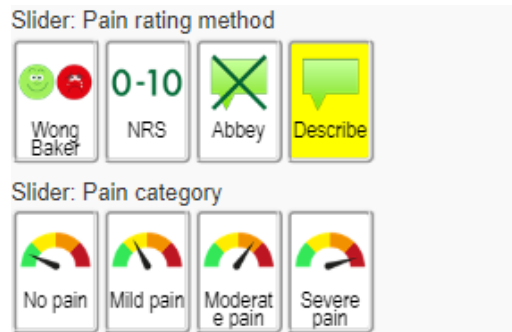 Slider: Pain rating method
0-10
Wong Baker
NRS
Abbey
Describe
Slider: Pain category
No pain
Mild pain
Moderat
e pain
Severe
pain